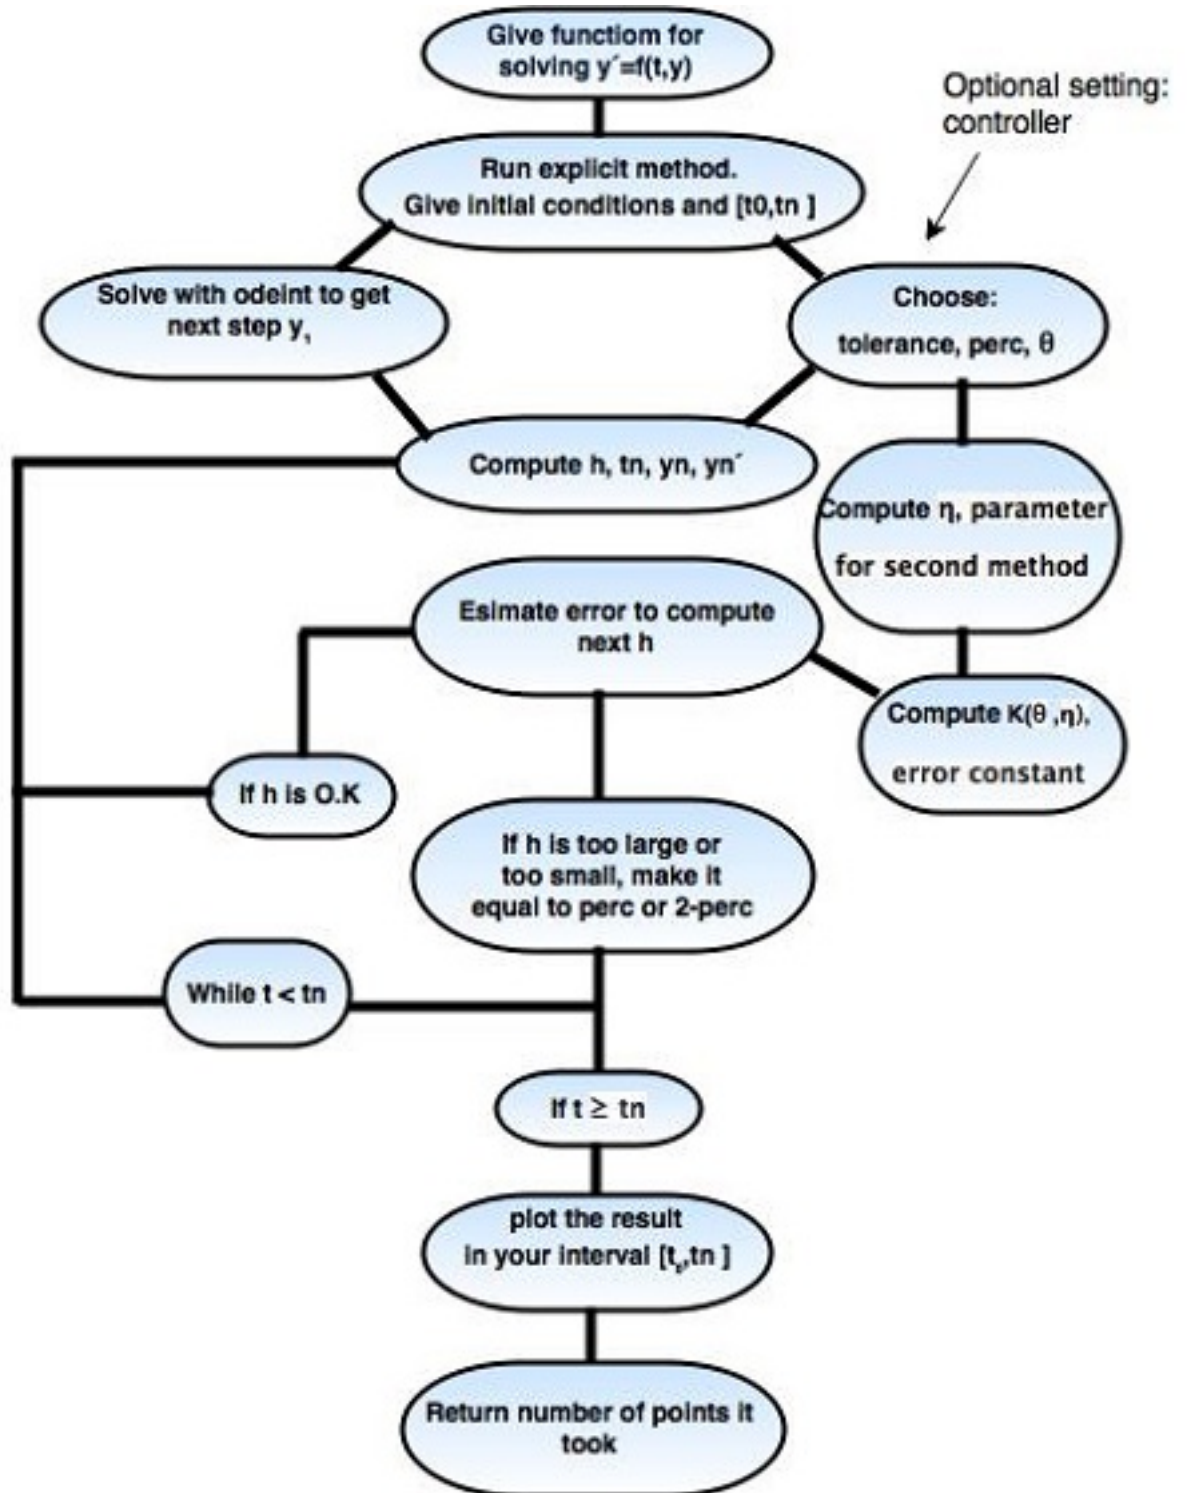 Give functiom for
solving y´=f(t,y)
Optional setting:
controller
Run explicit method.
Give initial conditions and [t0,tn ]
Solve with odeint to get
next step y₁
Choose:
tolerance, perc, θ
Compute h, tn, yn, yn´
Compute η, parameter
for second method
Esimate error to compute
next h
Compute K(θ ,η),
error constant
If h is O.K
If h is too large or
too small, make it
equal to perc or 2-perc
While t < tn
If t ≥ tn
plot the result
in your interval [t₀,tn ]
Return number of points it
took